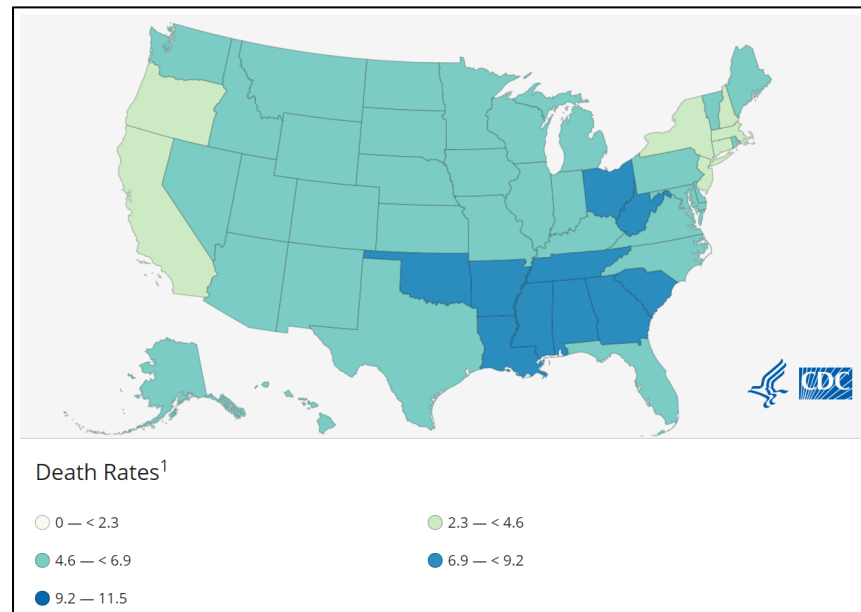 CDC
Death Rates¹
0 — < 2.3
2.3 — < 4.6
4.6 — < 6.9
6.9 — < 9.2
9.2 — 11.5